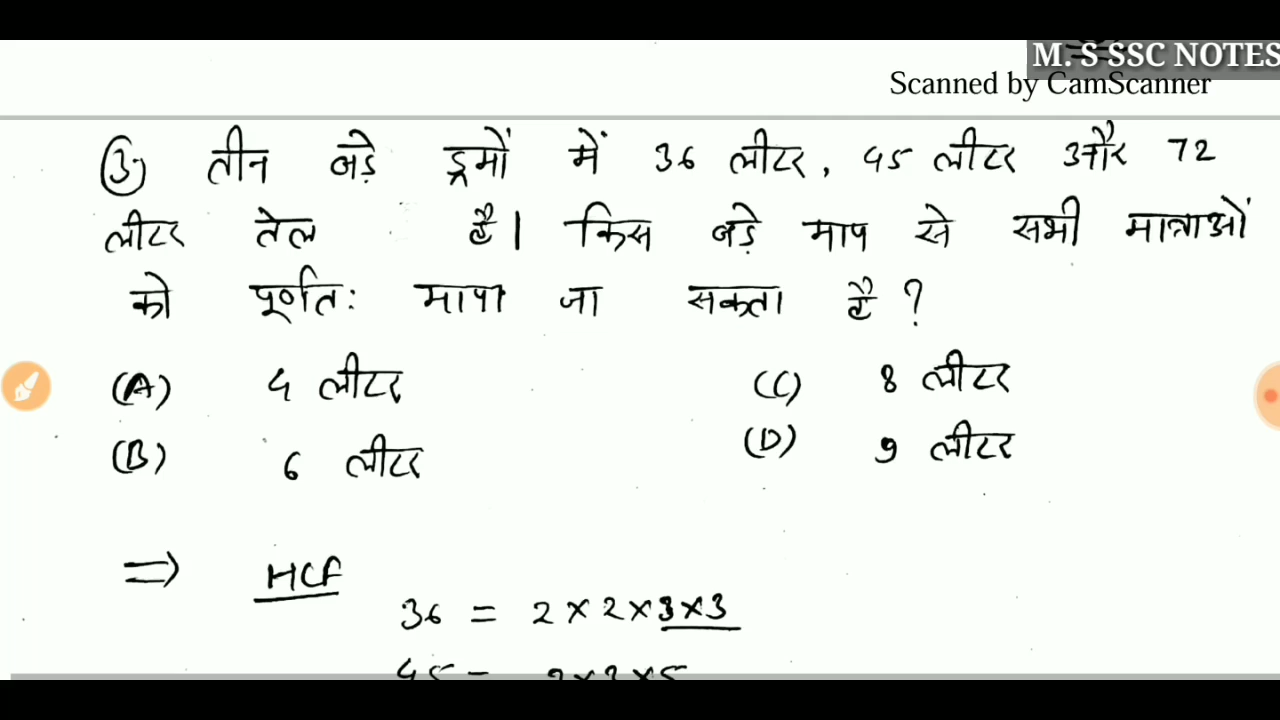 M. S SSC NOTES
Scanned by CamScanner
(3) तीन बड़े ड्रमों में 36 लीटर, 45 लीटर और 72
लीटर तेल है। किस बड़े माप से सभी मात्राओं
को पूर्णतः मापा जा सकता है ?
(A) 4 लीटर (C) 8 लीटर
(B) 6 लीटर (D) 9 लीटर
⇒ HCF
36 = 2 × 2 × 3 × 3
45 =